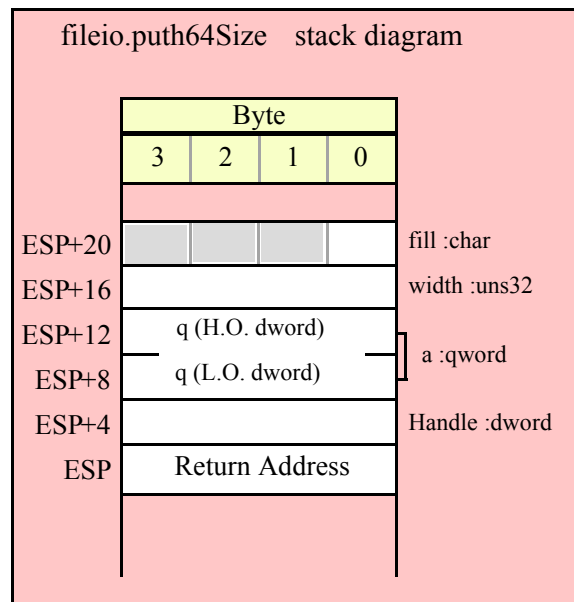 fileio.puth64Size stack diagram
Byte
3 2 1 0
ESP+20 fill :char
ESP+16 width :uns32
ESP+12 q (H.O. dword)
a :qword
ESP+8 q (L.O. dword)
ESP+4 Handle :dword
ESP Return Address